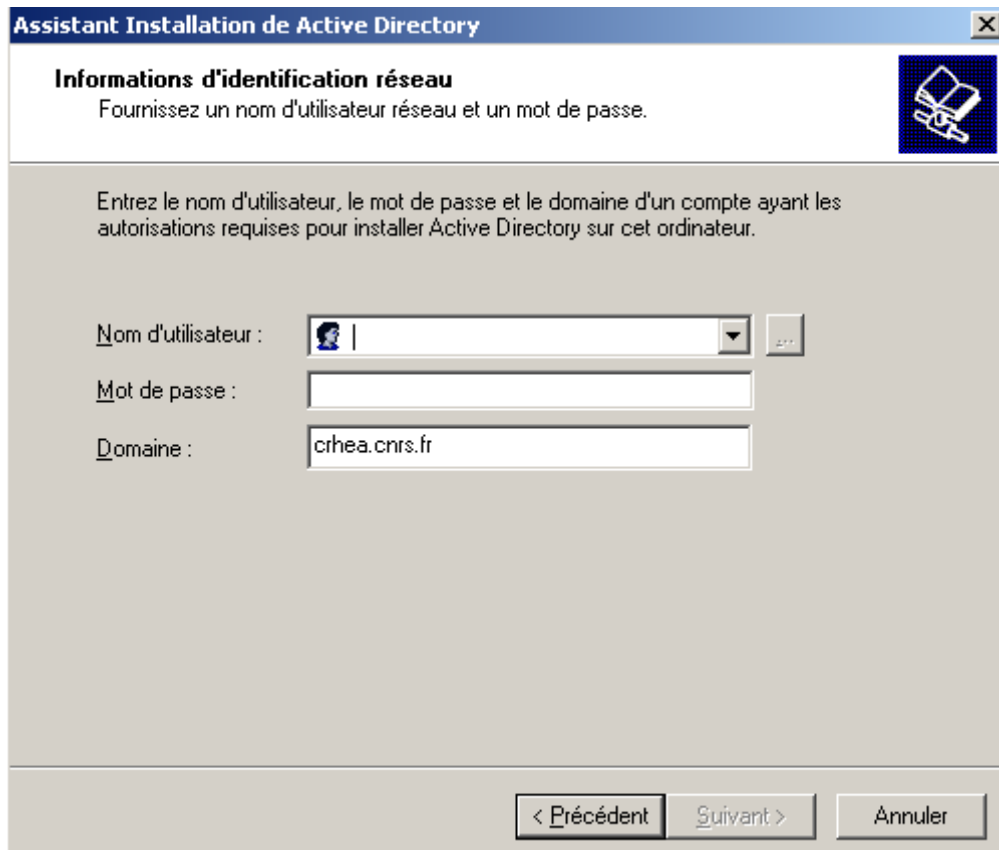 Assistant Installation de Active Directory
Informations d'identification réseau
Fournissez un nom d'utilisateur réseau et un mot de passe.
Entrez le nom d'utilisateur, le mot de passe et le domaine d'un compte ayant les
autorisations requises pour installer Active Directory sur cet ordinateur.
Nom d'utilisateur :
...
Mot de passe :
Domaine :
crhea.cnrs.fr
< Précédent
Suivant >
Annuler